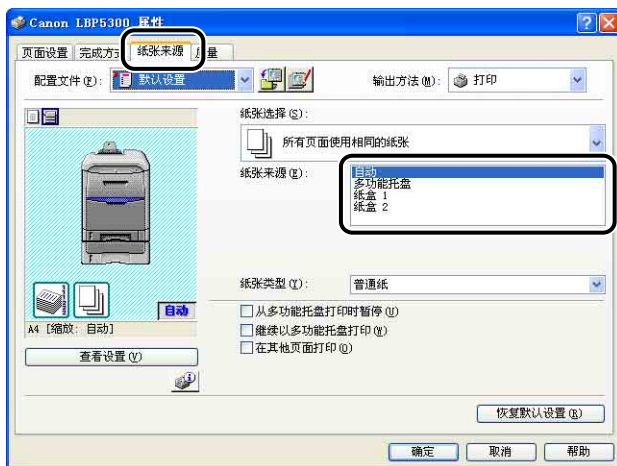 Canon LBP5300 属性
页面设置 完成方式 纸张来源 质量
配置文件(F): 默认设置 输出方法(M): 打印
纸张选择(S):
所有页面使用相同的纸张
纸张来源(E):
自动
多功能托盘
纸盒 1
纸盒 2
纸张类型(Y): 普通纸
自动
从多功能托盘打印时暂停(U)
A4 [缩放: 自动]
继续以多功能托盘打印(W)
查看设置(V)
在其他页面打印(O)
恢复默认设置(R)
确定 取消 帮助